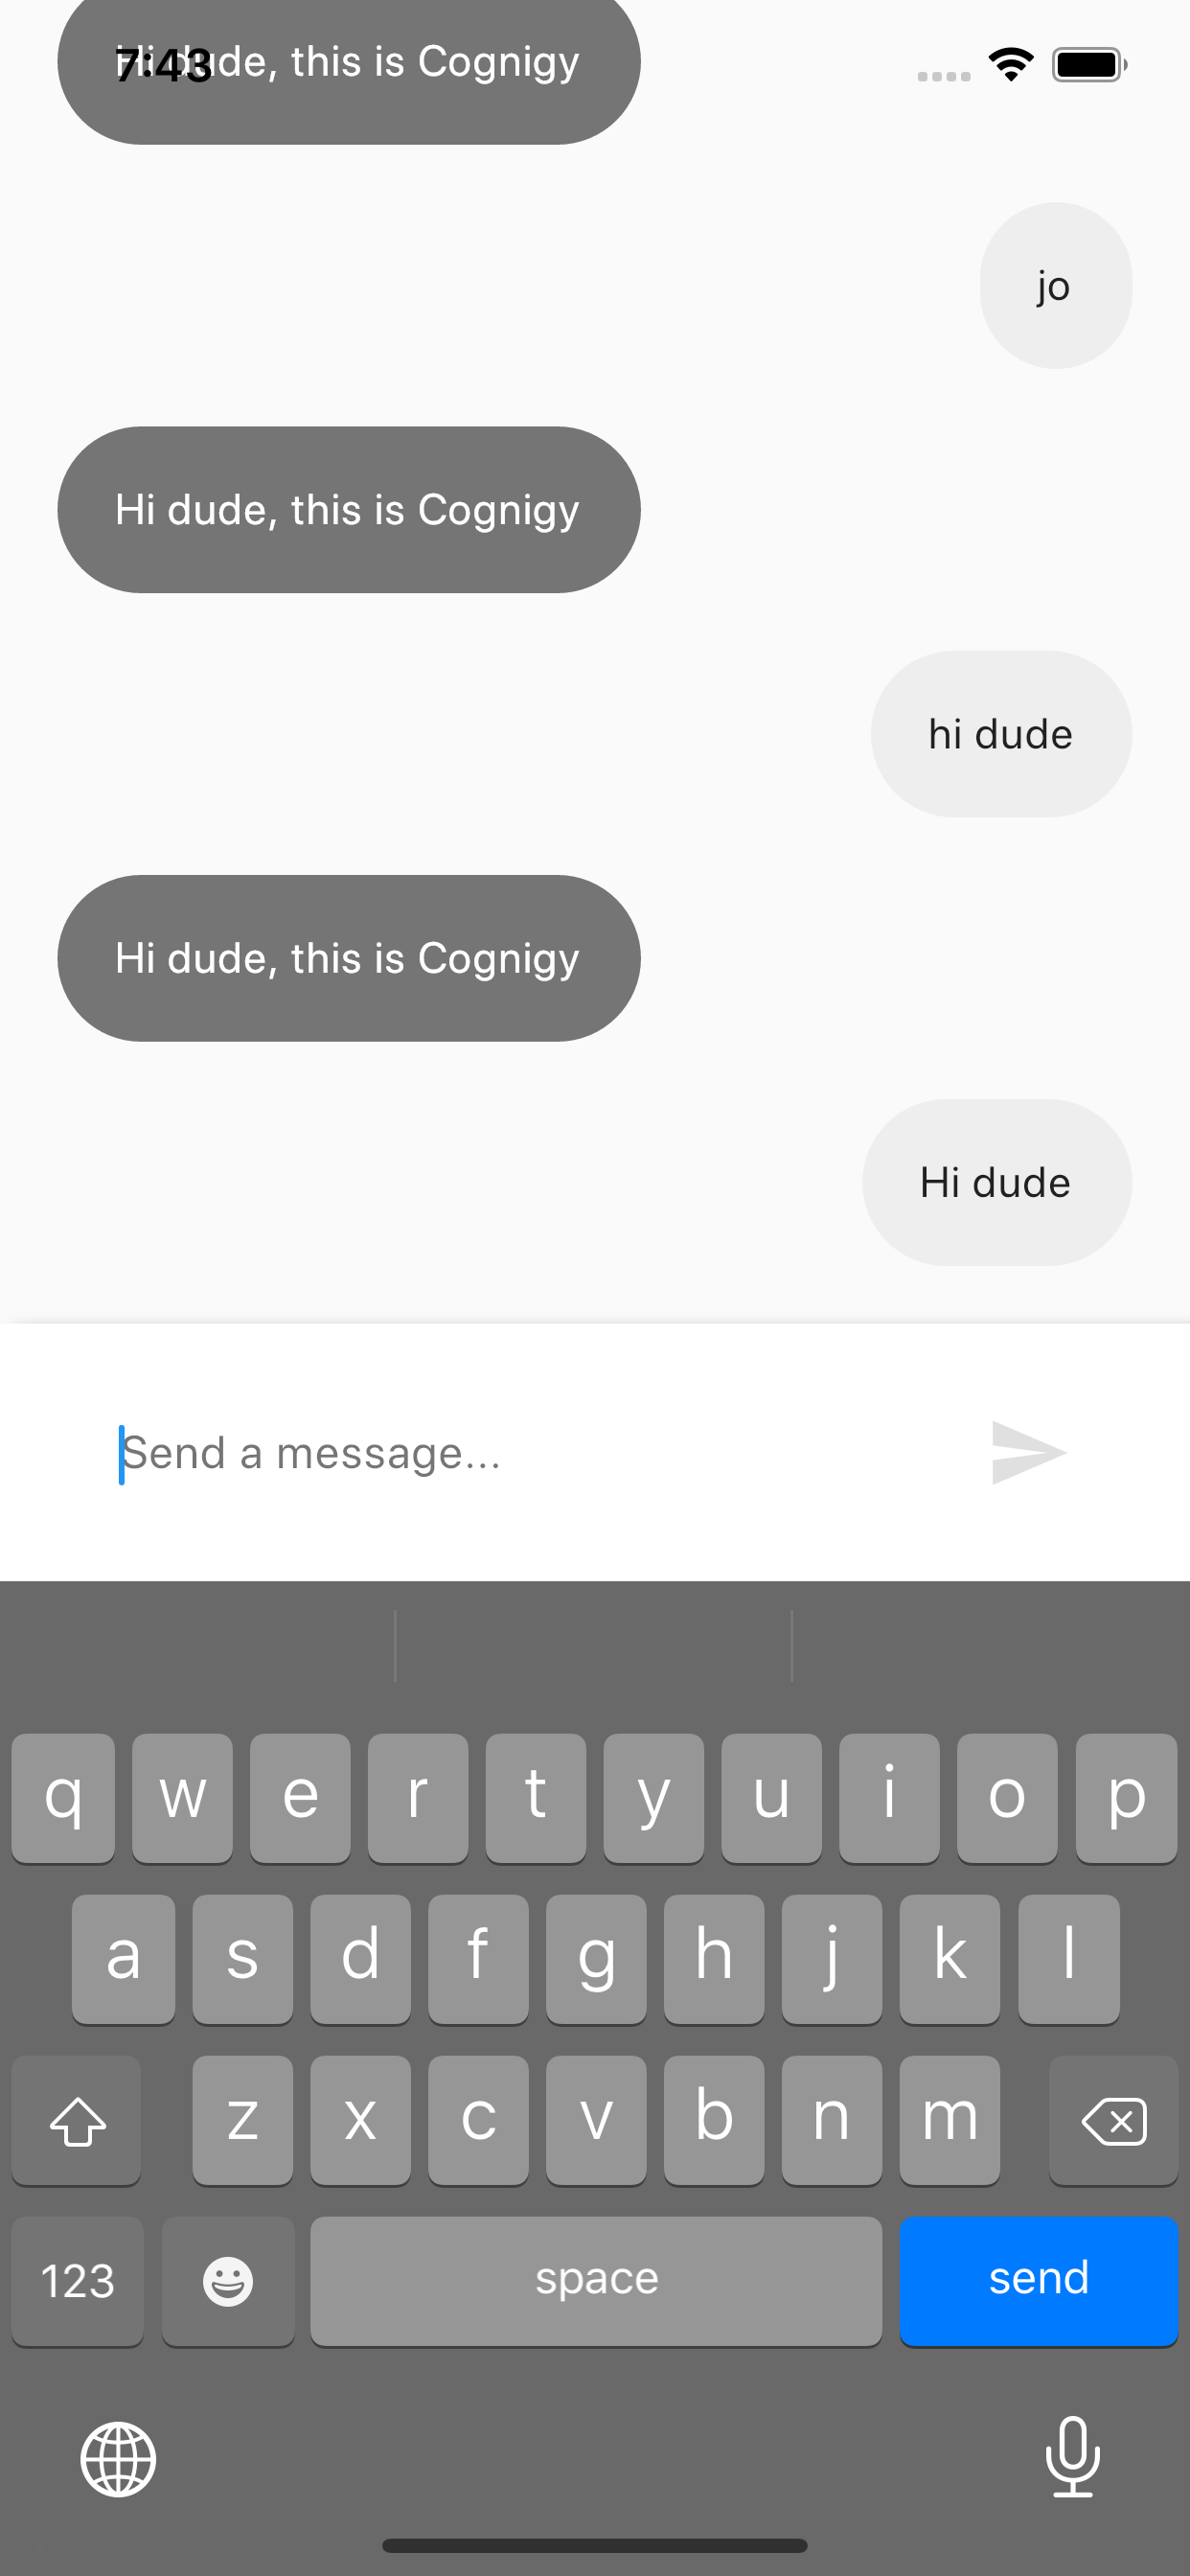 Hi dude, this is Cognigy
7:43
jo
Hi dude, this is Cognigy
hi dude
Hi dude, this is Cognigy
Hi dude
Send a message...
q w e r t y u i o p
a s d f g h j k l
z x c v b n m
123 space send